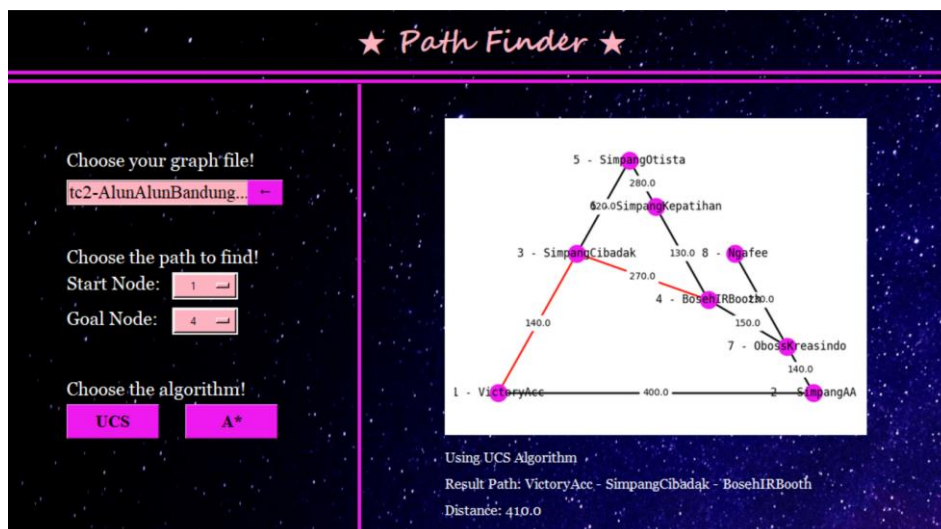 ★ Path Finder ★
Choose your graph file!
tc2-AlunAlunBandung...
←
Choose the path to find!
Start Node: 1
Goal Node: 4
Choose the algorithm!
UCS A*
5 - SimpangOtista
280.0
SimpangKepatihan
3 - SimpangCibadak
130.0
8 - Ngafee
270.0
4 - BosehIRBooth
140.0
150.0
7 - ObossKreasindo
140.0
1 - VictoryAcc
400.0
2 - SimpangAA
Using UCS Algorithm
Result Path: VictoryAcc - SimpangCibadak - BosehIRBooth
Distance: 410.0